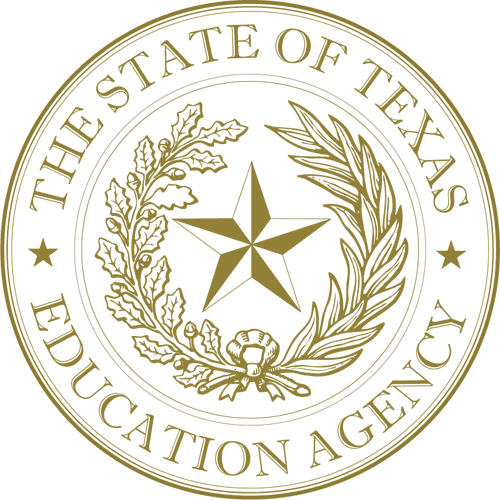 THE STATE OF TEXAS
EDUCATION AGENCY